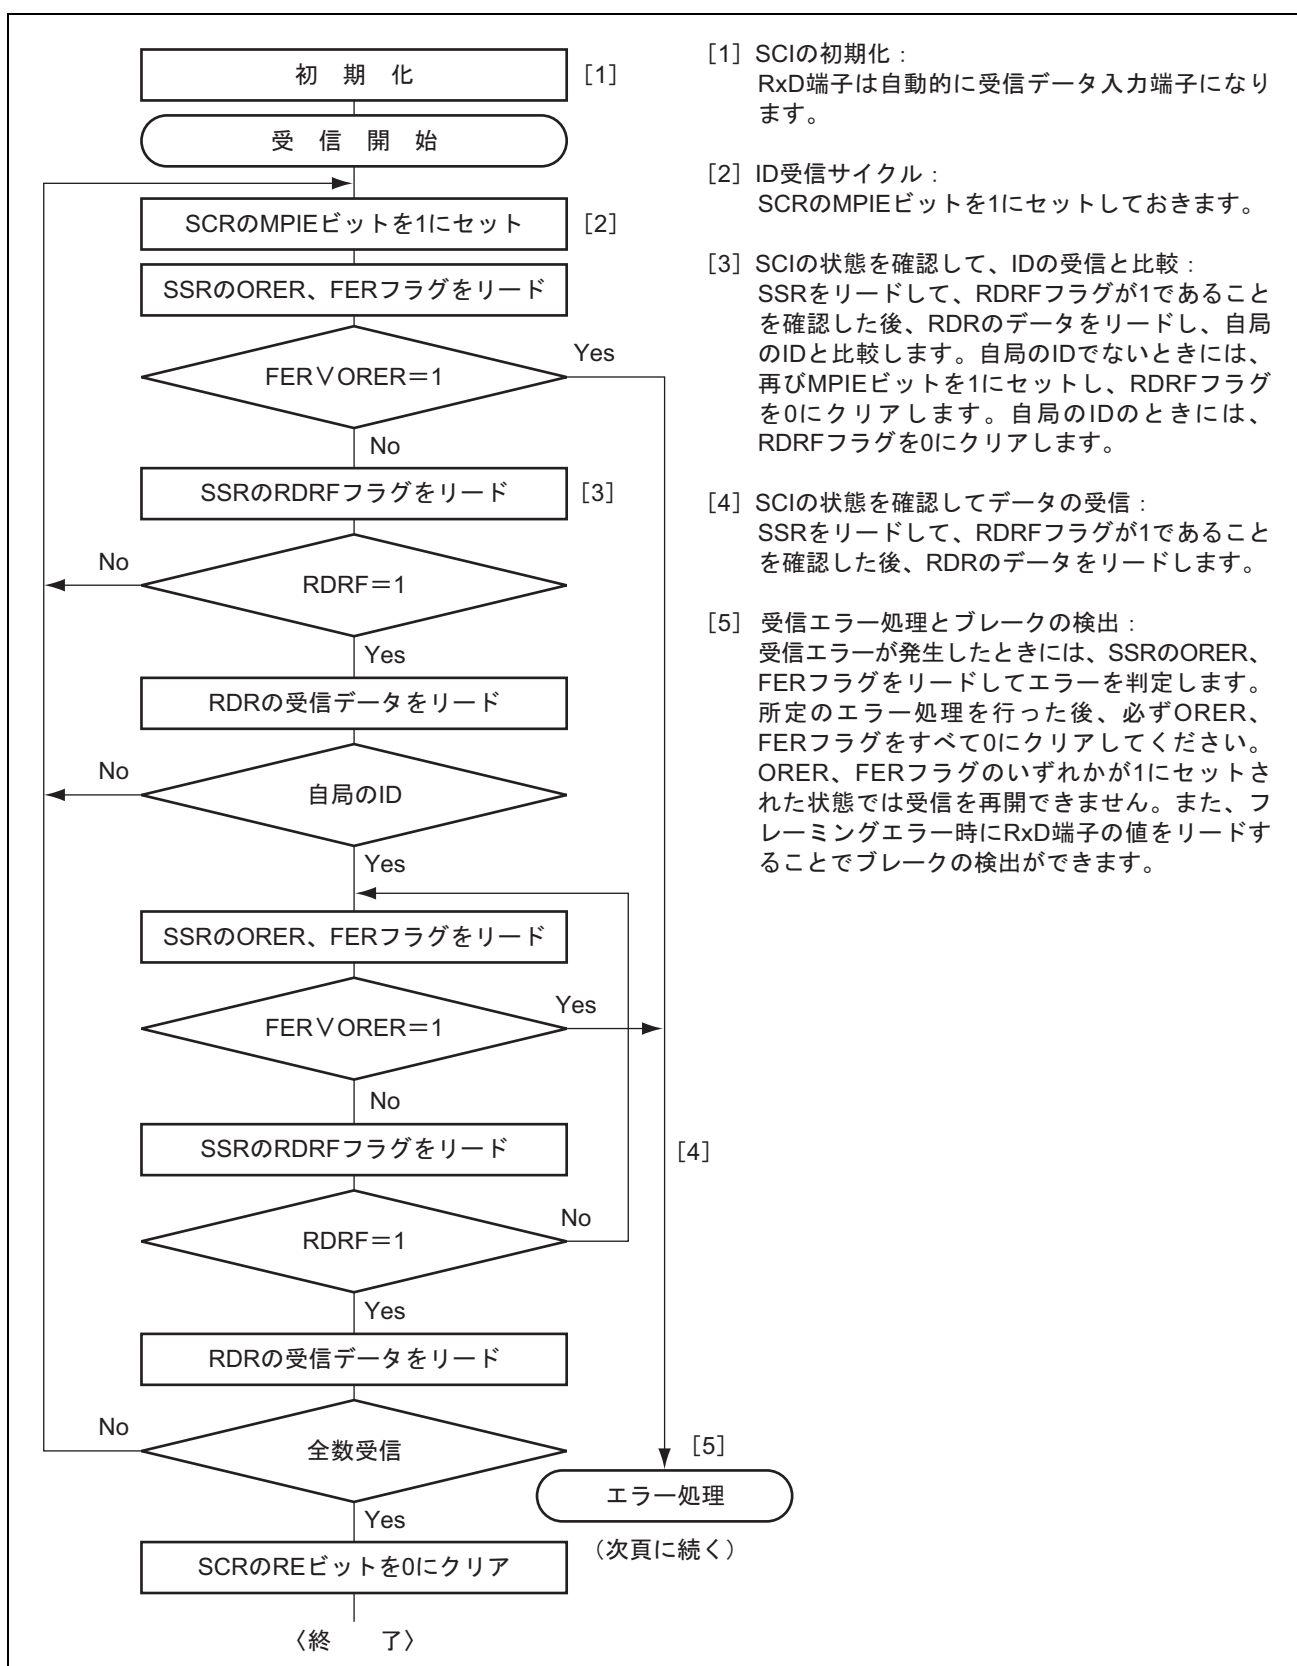 初 期 化
[1]
受 信 開 始
SCRのMPIEビットを1にセット
[2]
SSRのORER、FERフラグをリード
FER∨ORER＝1
Yes
No
SSRのRDRFフラグをリード
[3]
No
RDRF＝1
Yes
RDRの受信データをリード
No
自局のID
Yes
SSRのORER、FERフラグをリード
FER∨ORER＝1
Yes
No
SSRのRDRFフラグをリード
[4]
RDRF＝1
No
Yes
RDRの受信データをリード
No
全数受信
[5]
エラー処理
Yes
（次頁に続く）
SCRのREビットを0にクリア
〈終 了〉
[1] SCIの初期化：
RxD端子は自動的に受信データ入力端子になり
ます。
[2] ID受信サイクル：
SCRのMPIEビットを1にセットしておきます。
[3] SCIの状態を確認して、IDの受信と比較：
SSRをリードして、RDRFフラグが1であること
を確認した後、RDRのデータをリードし、自局
のIDと比較します。自局のIDでないときには、
再びMPIEビットを1にセットし、RDRFフラグ
を0にクリアします。自局のIDのときには、
RDRFフラグを0にクリアします。
[4] SCIの状態を確認してデータの受信：
SSRをリードして、RDRFフラグが1であること
を確認した後、RDRのデータをリードします。
[5] 受信エラー処理とブレークの検出：
受信エラーが発生したときには、SSRのORER、
FERフラグをリードしてエラーを判定します。
所定のエラー処理を行った後、必ずORER、
FERフラグをすべて0にクリアしてください。
ORER、FERフラグのいずれかが1にセットさ
れた状態では受信を再開できません。また、フ
レーミングエラー時にRxD端子の値をリードす
ることでブレークの検出ができます。